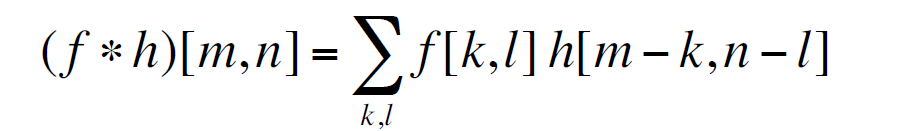 (f * h)[m,n] = ∑ f[k,l] h[m − k,n − l]
k,l